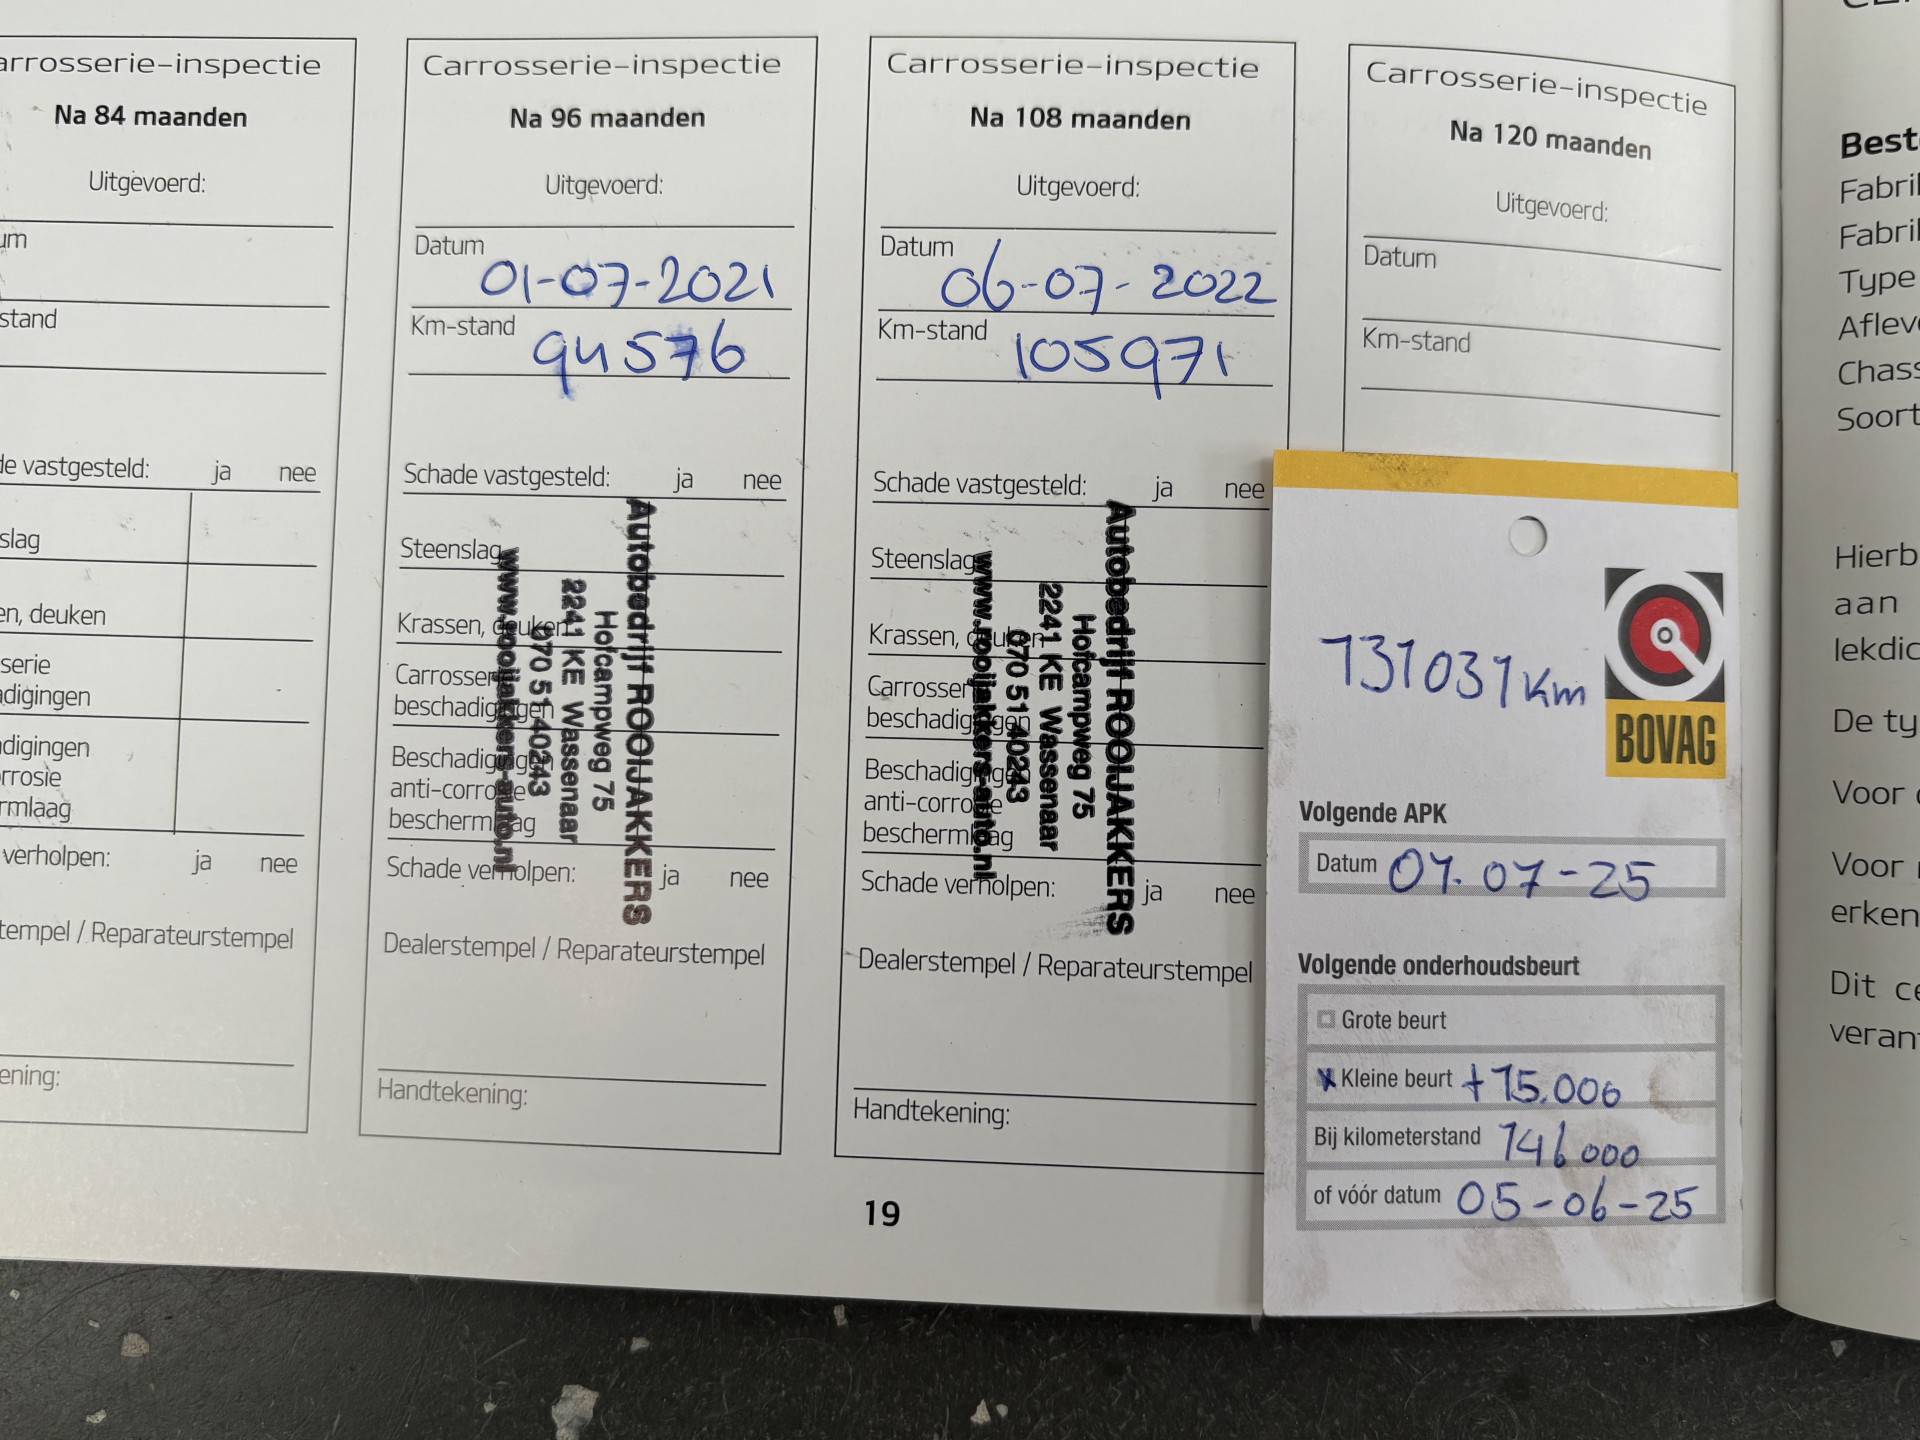 arrosserie-inspectie
Na 84 maanden
Uitgevoerd:
um
stand
de vastgesteld: ja nee
slag
en, deuken
serie
adigingen
adigingen
orrosie
rmlaag
verholpen: ja nee
tempel / Reparateurstempel
ening:
Carrosserie-inspectie
Na 96 maanden
Uitgevoerd:
Datum 01-07-2021
Km-stand 94576
Schade vastgesteld: ja nee
Steenslag
Krassen, deuken
Carrosserie
beschadigingen
Beschadigingen
anti-corrosie
beschermlaag
Schade verholpen: ja nee
Autobedrijf ROOIJAKKERS
Hofcampweg 75
2241 KE Wassenaar
070 51 40243
www.rooijakkers-auto.nl
Dealerstempel / Reparateurstempel
Handtekening:
Carrosserie-inspectie
Na 108 maanden
Uitgevoerd:
Datum 06-07-2022
Km-stand 105971
Schade vastgesteld: ja nee
Steenslag
Krassen, deuken
Carrosserie
beschadigingen
Beschadigingen
anti-corrosie
beschermlaag
Schade verholpen: ja nee
Autobedrijf ROOIJAKKERS
Hofcampweg 75
2241 KE Wassenaar
070 51 40243
www.rooijakkers-auto.nl
Dealerstempel / Reparateurstempel
Handtekening:
Carrosserie-inspectie
Na 120 maanden
Uitgevoerd:
Datum
Km-stand
131031 Km
BOVAG
Volgende APK
Datum 07-07-25
Volgende onderhoudsbeurt
Grote beurt
x Kleine beurt +15.000
Bij kilometerstand 146000
of vóór datum 05-06-25
19
Best
Fabri
Fabri
Type
Aflev
Chass
Soort
Hierb
aan
lekdic
De ty
Voor
Voor
erken
Dit ce
veran